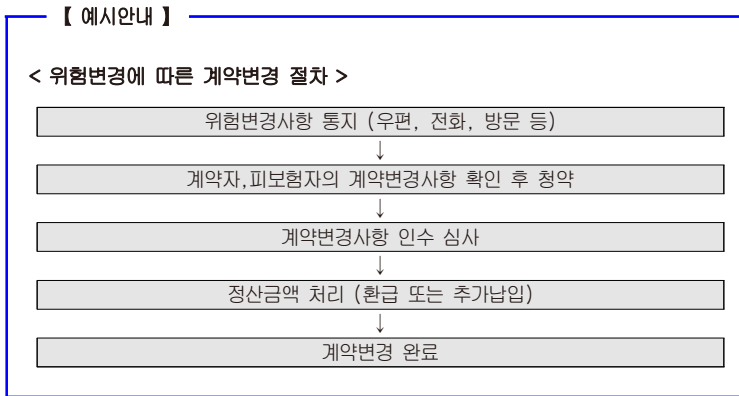 【 예시안내 】
< 위험변경에 따른 계약변경 절차 >
위험변경사항 통지 (우편, 전화, 방문 등)
↓
계약자,피보험자의 계약변경사항 확인 후 청약
↓
계약변경사항 인수 심사
↓
정산금액 처리 (환급 또는 추가납입)
↓
계약변경 완료